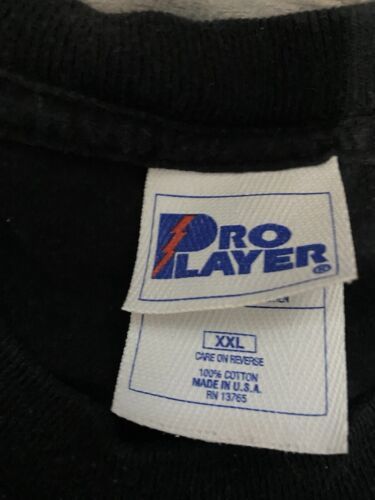 PRO
PLAYER®
XXL
CARE ON REVERSE
100% COTTON
MADE IN U.S.A.
RN 13765